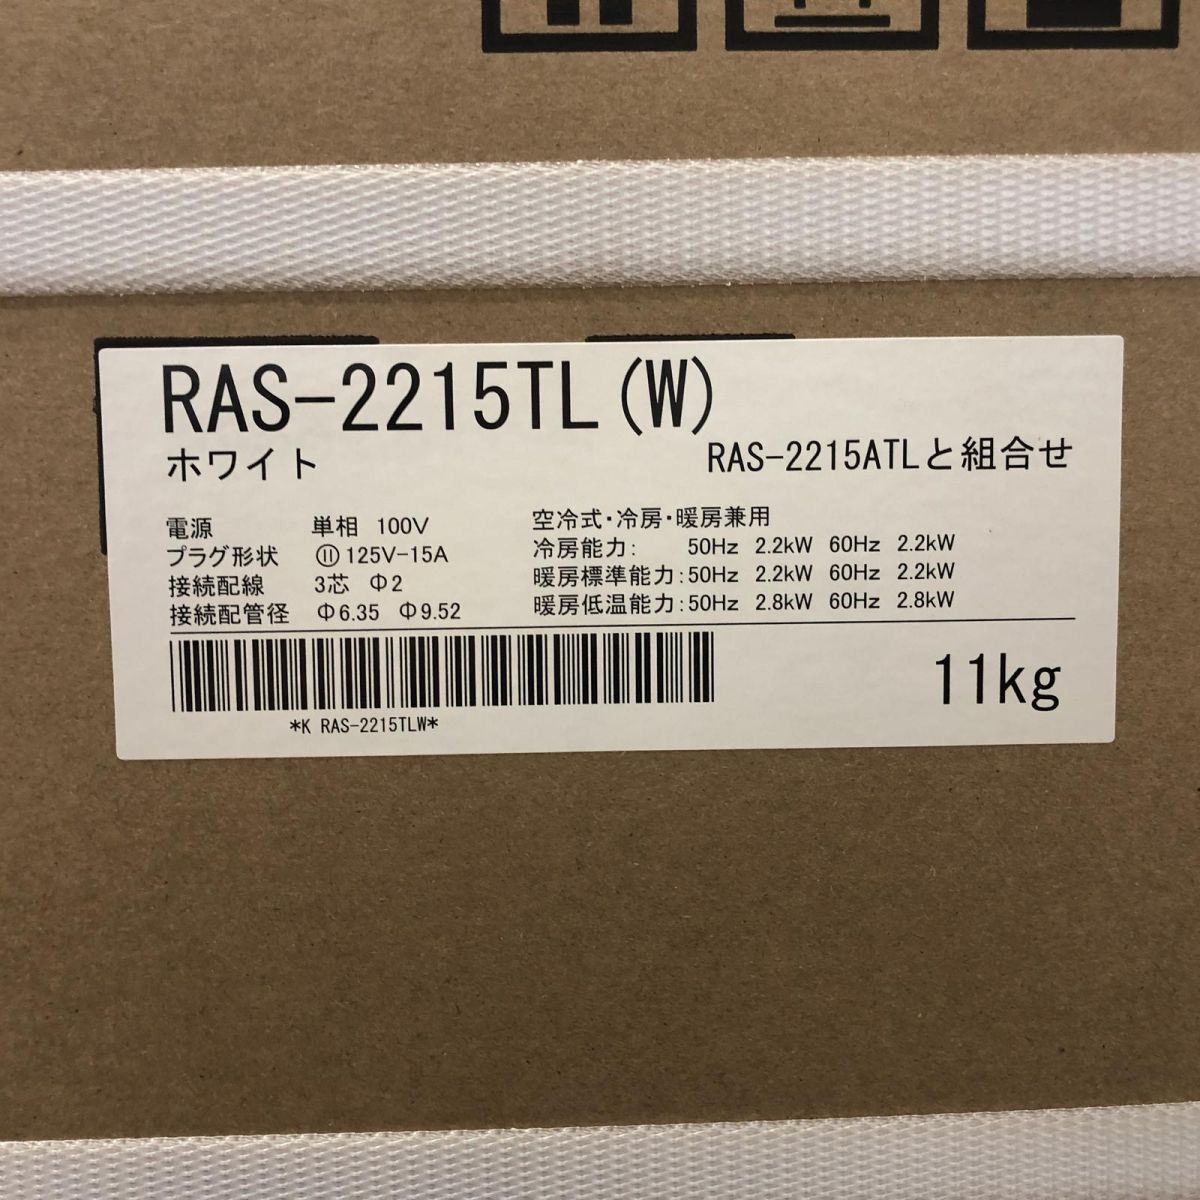 RAS-2215TL(W)
ホワイト
RAS-2215ATLと組合せ
電源 単相 100V
プラグ形状 ⑪125V-15A
接続配線 3芯 Φ2
接続配管径 Φ6.35 Φ9.52
空冷式・冷房・暖房兼用
冷房能力: 50Hz 2.2kW 60Hz 2.2kW
暖房標準能力:50Hz 2.2kW 60Hz 2.2kW
暖房低温能力:50Hz 2.8kW 60Hz 2.8kW
*K RAS-2215TLW*
11kg